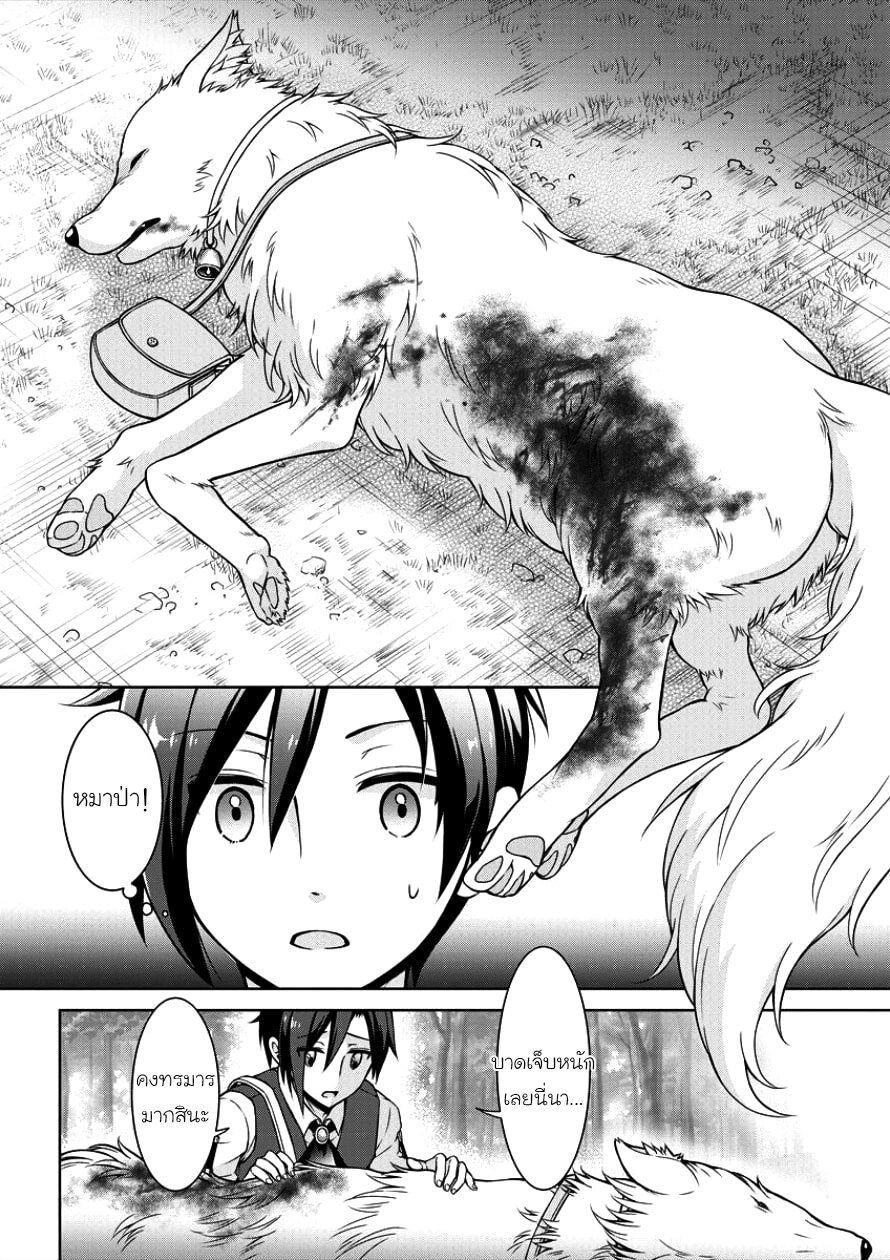 หมาป่า!
บาดเจ็บหนัก
เลยนี่นา...
คงทรมาร
มากสินะ